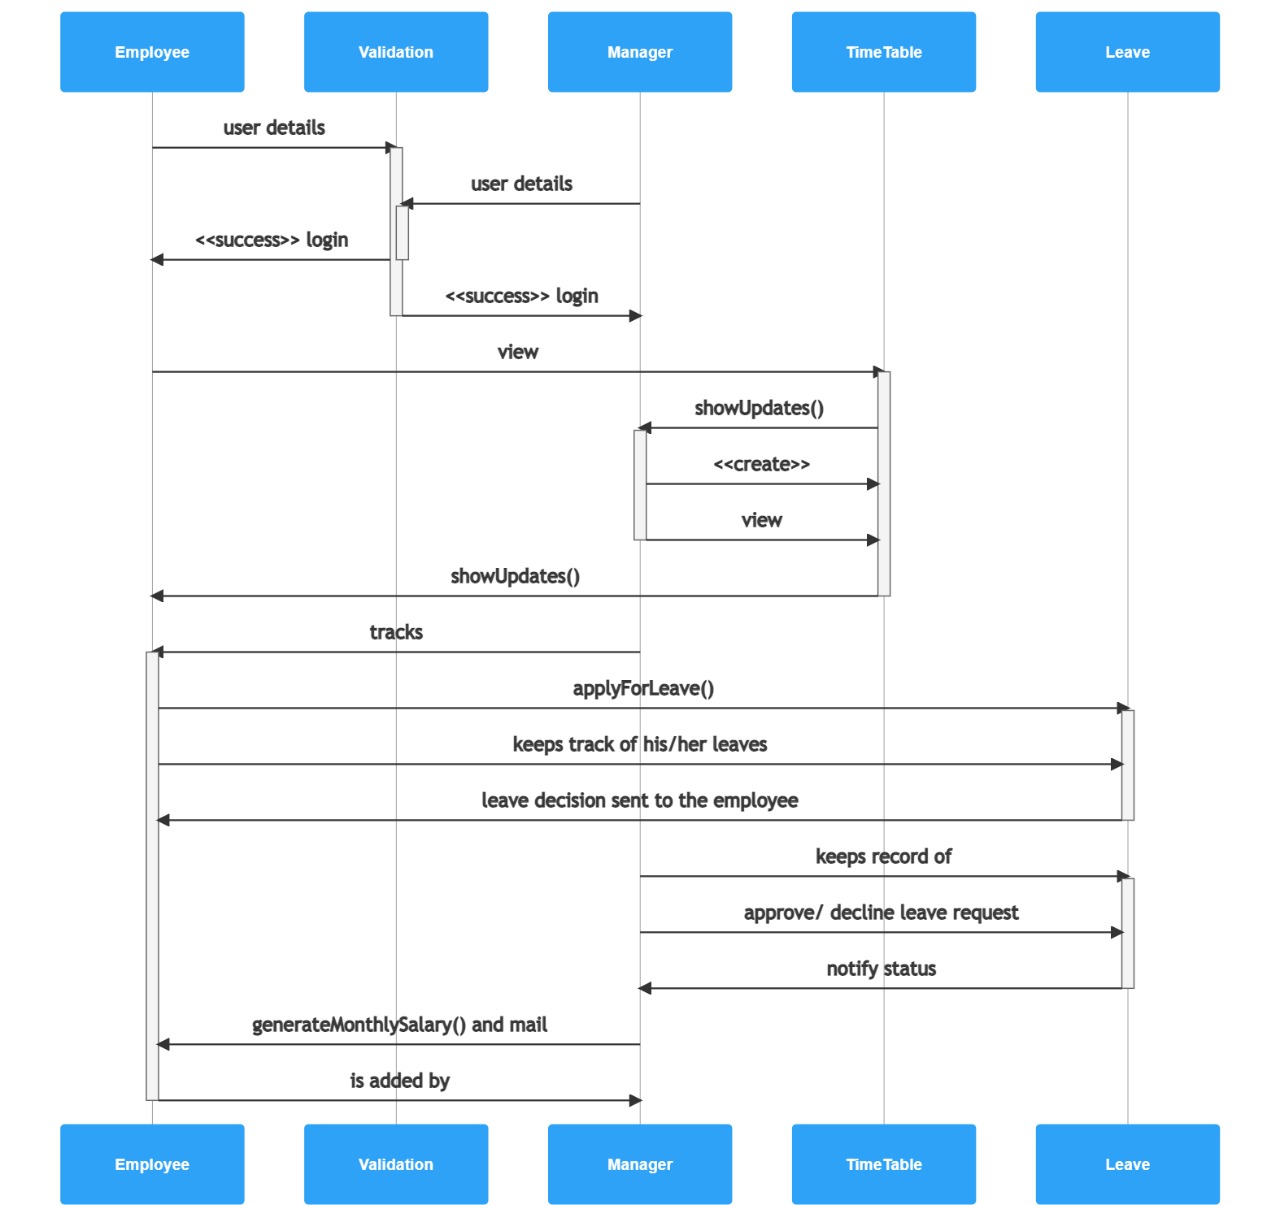 Employee
Validation
Manager
TimeTable
Leave
user details
user details
<<success>> login
<<success>> login
view
showUpdates()
<<create>>
view
showUpdates()
tracks
applyForLeave()
keeps track of his/her leaves
leave decision sent to the employee
keeps record of
approve/ decline leave request
notify status
generateMonthlySalary() and mail
is added by
Employee
Validation
Manager
TimeTable
Leave